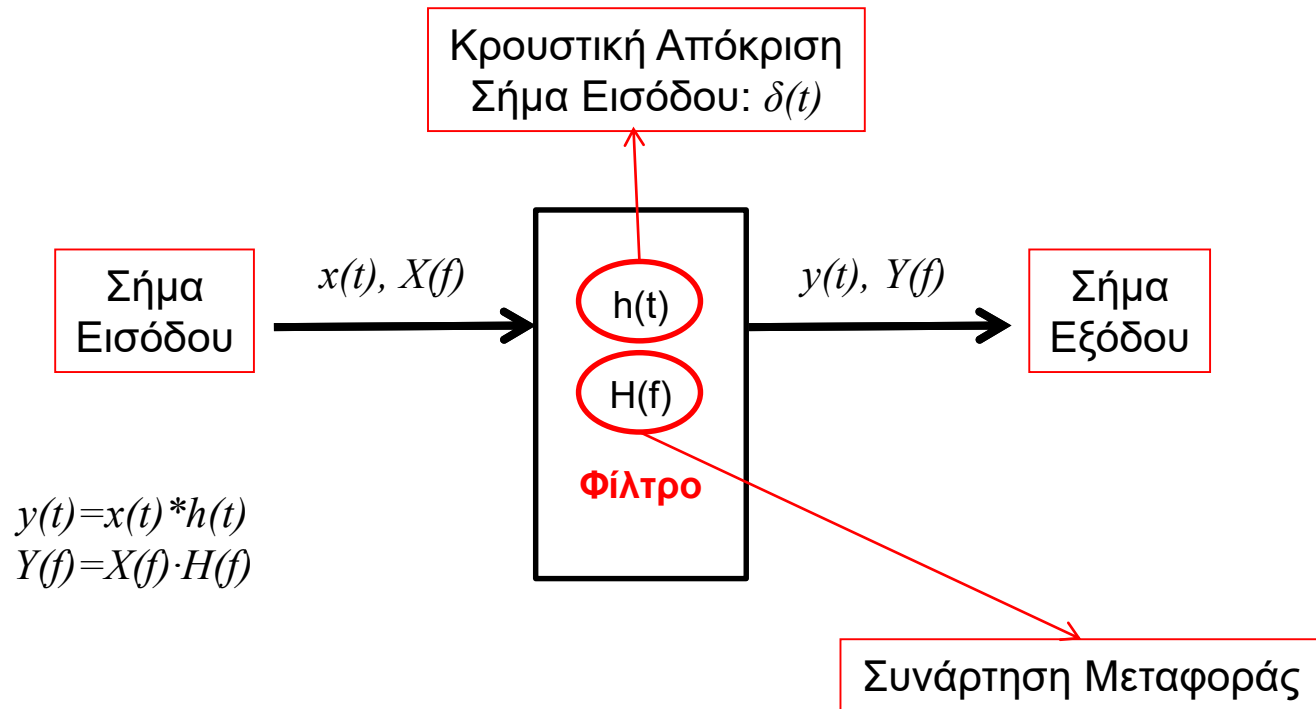 Κρουστική Απόκριση
Σήμα Εισόδου: δ(t)
Σήμα
Εισόδου
x(t), X(f)
h(t)
H(f)
Φίλτρο
y(t), Y(f)
Σήμα
Εξόδου
y(t)=x(t)*h(t)
Y(f)=X(f)·H(f)
Συνάρτηση Μεταφοράς